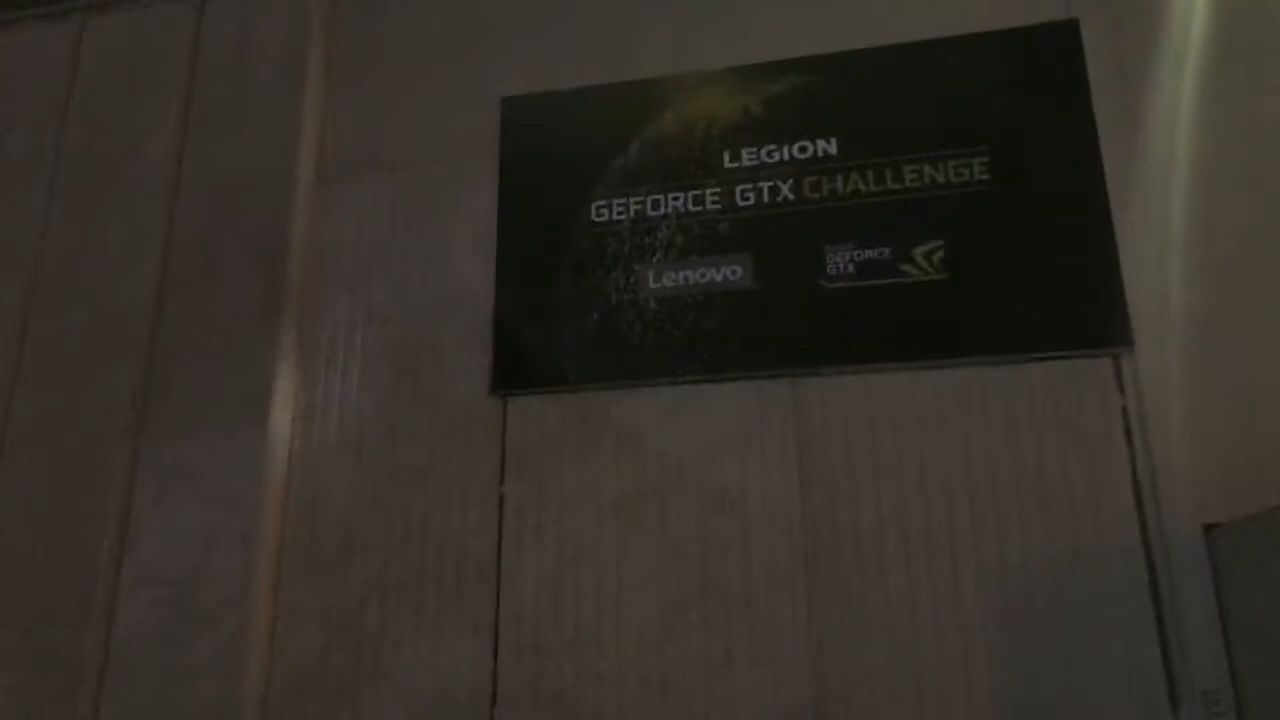 LEGION
GEFORCE GTX CHALLENGE
Lenovo
GEFORCE
GTX